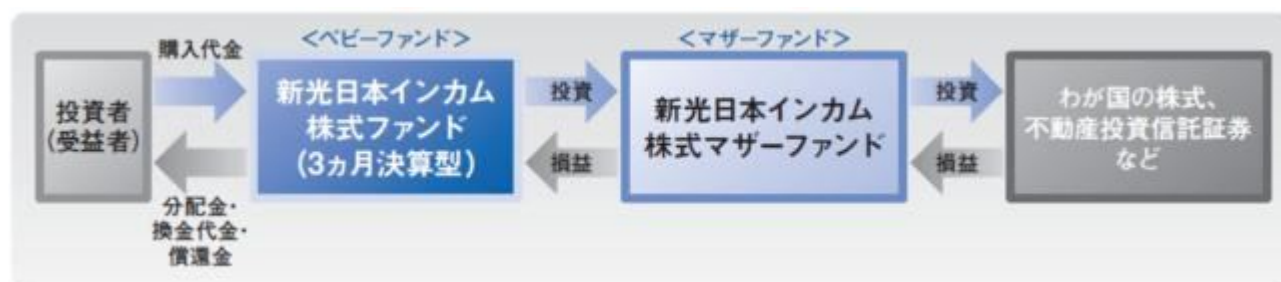 購入代金
<ベビーファンド>
<マザーファンド>
投資者
(受益者)
新光日本インカム
株式ファンド
(3ヵ月決算型)
投資
損益
新光日本インカム
株式マザーファンド
投資
損益
わが国の株式、
不動産投資信託証券
など
分配金・
換金代金・
償還金